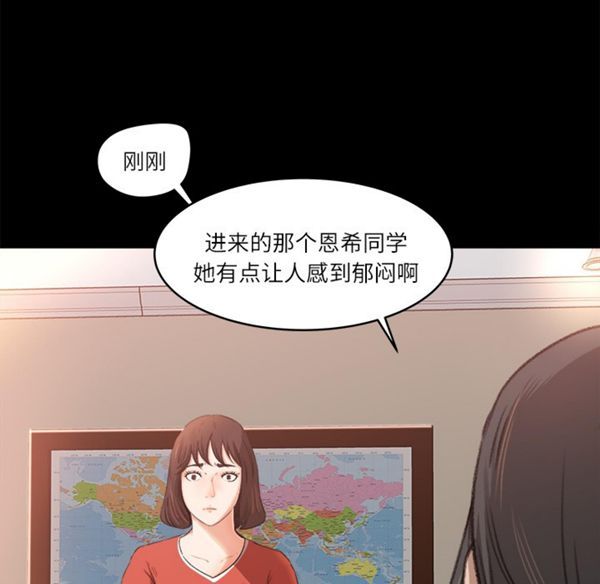 刚刚
进来的那个恩希同学
她有点让人感到郁闷啊